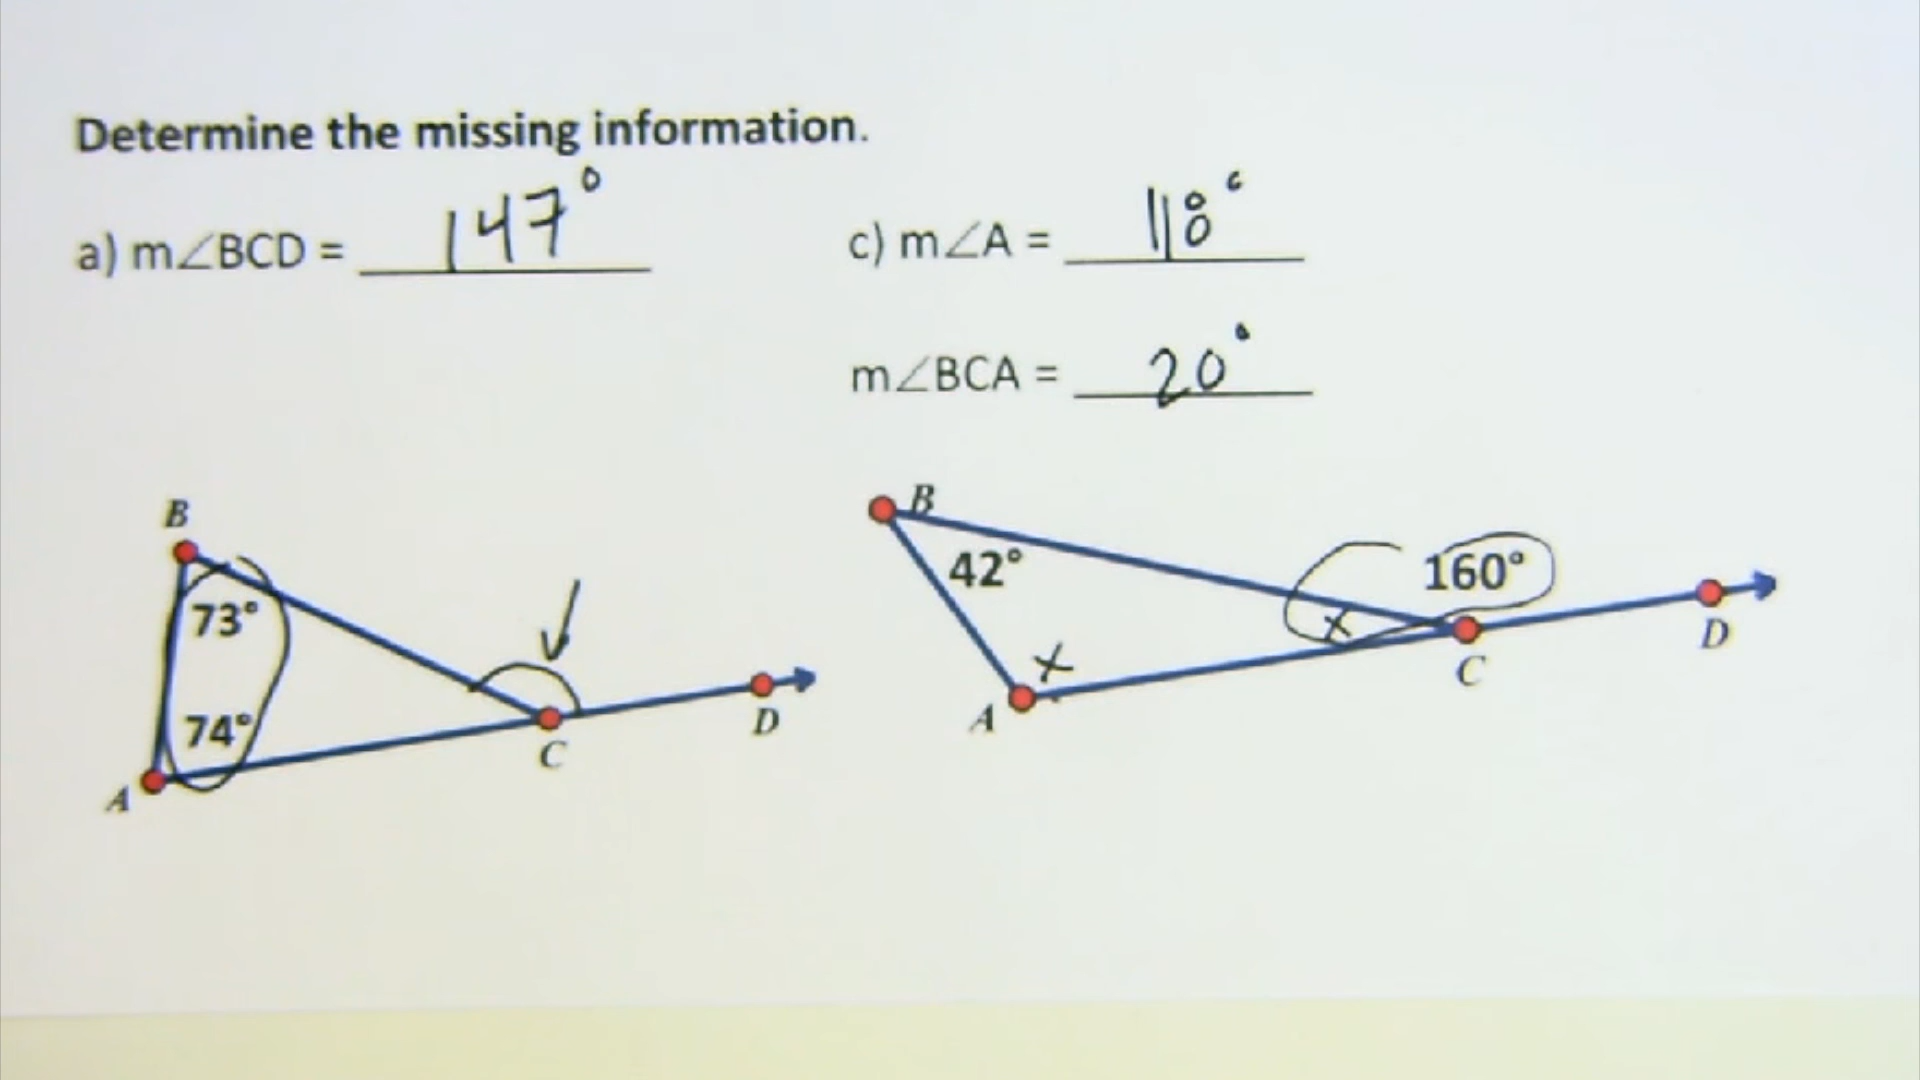 Determine the missing information.
a) m∠BCD = 147°
c) m∠A = 118°
m∠BCA = 20°
B
73°
74°
A
C
D
B
42°
160°
x
x
A
C
D